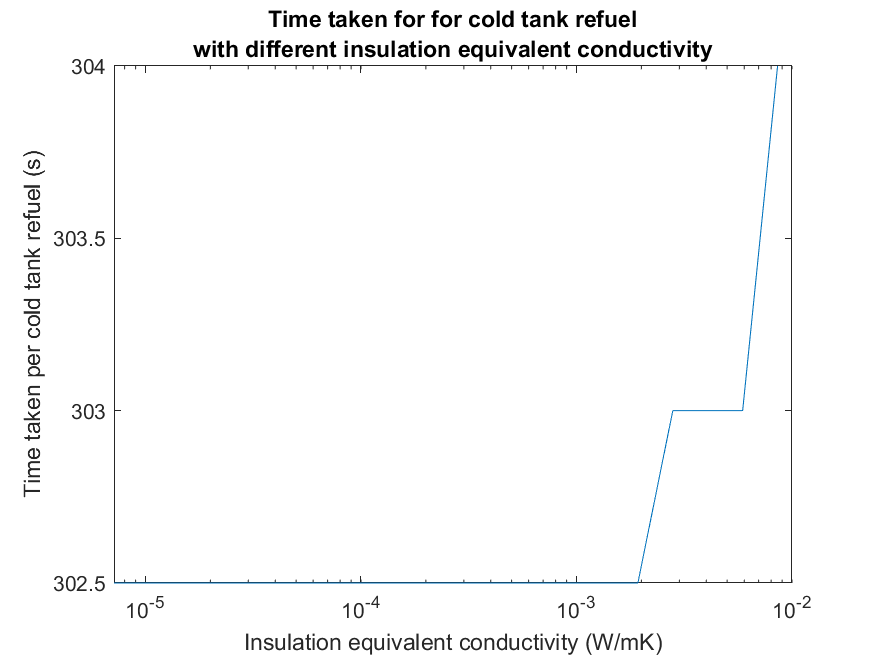 Time taken for for cold tank refuel
with different insulation equivalent conductivity
304
303.5
303
302.5
Time taken per cold tank refuel (s)
10^-5 10^-4 10^-3 10^-2
Insulation equivalent conductivity (W/mK)